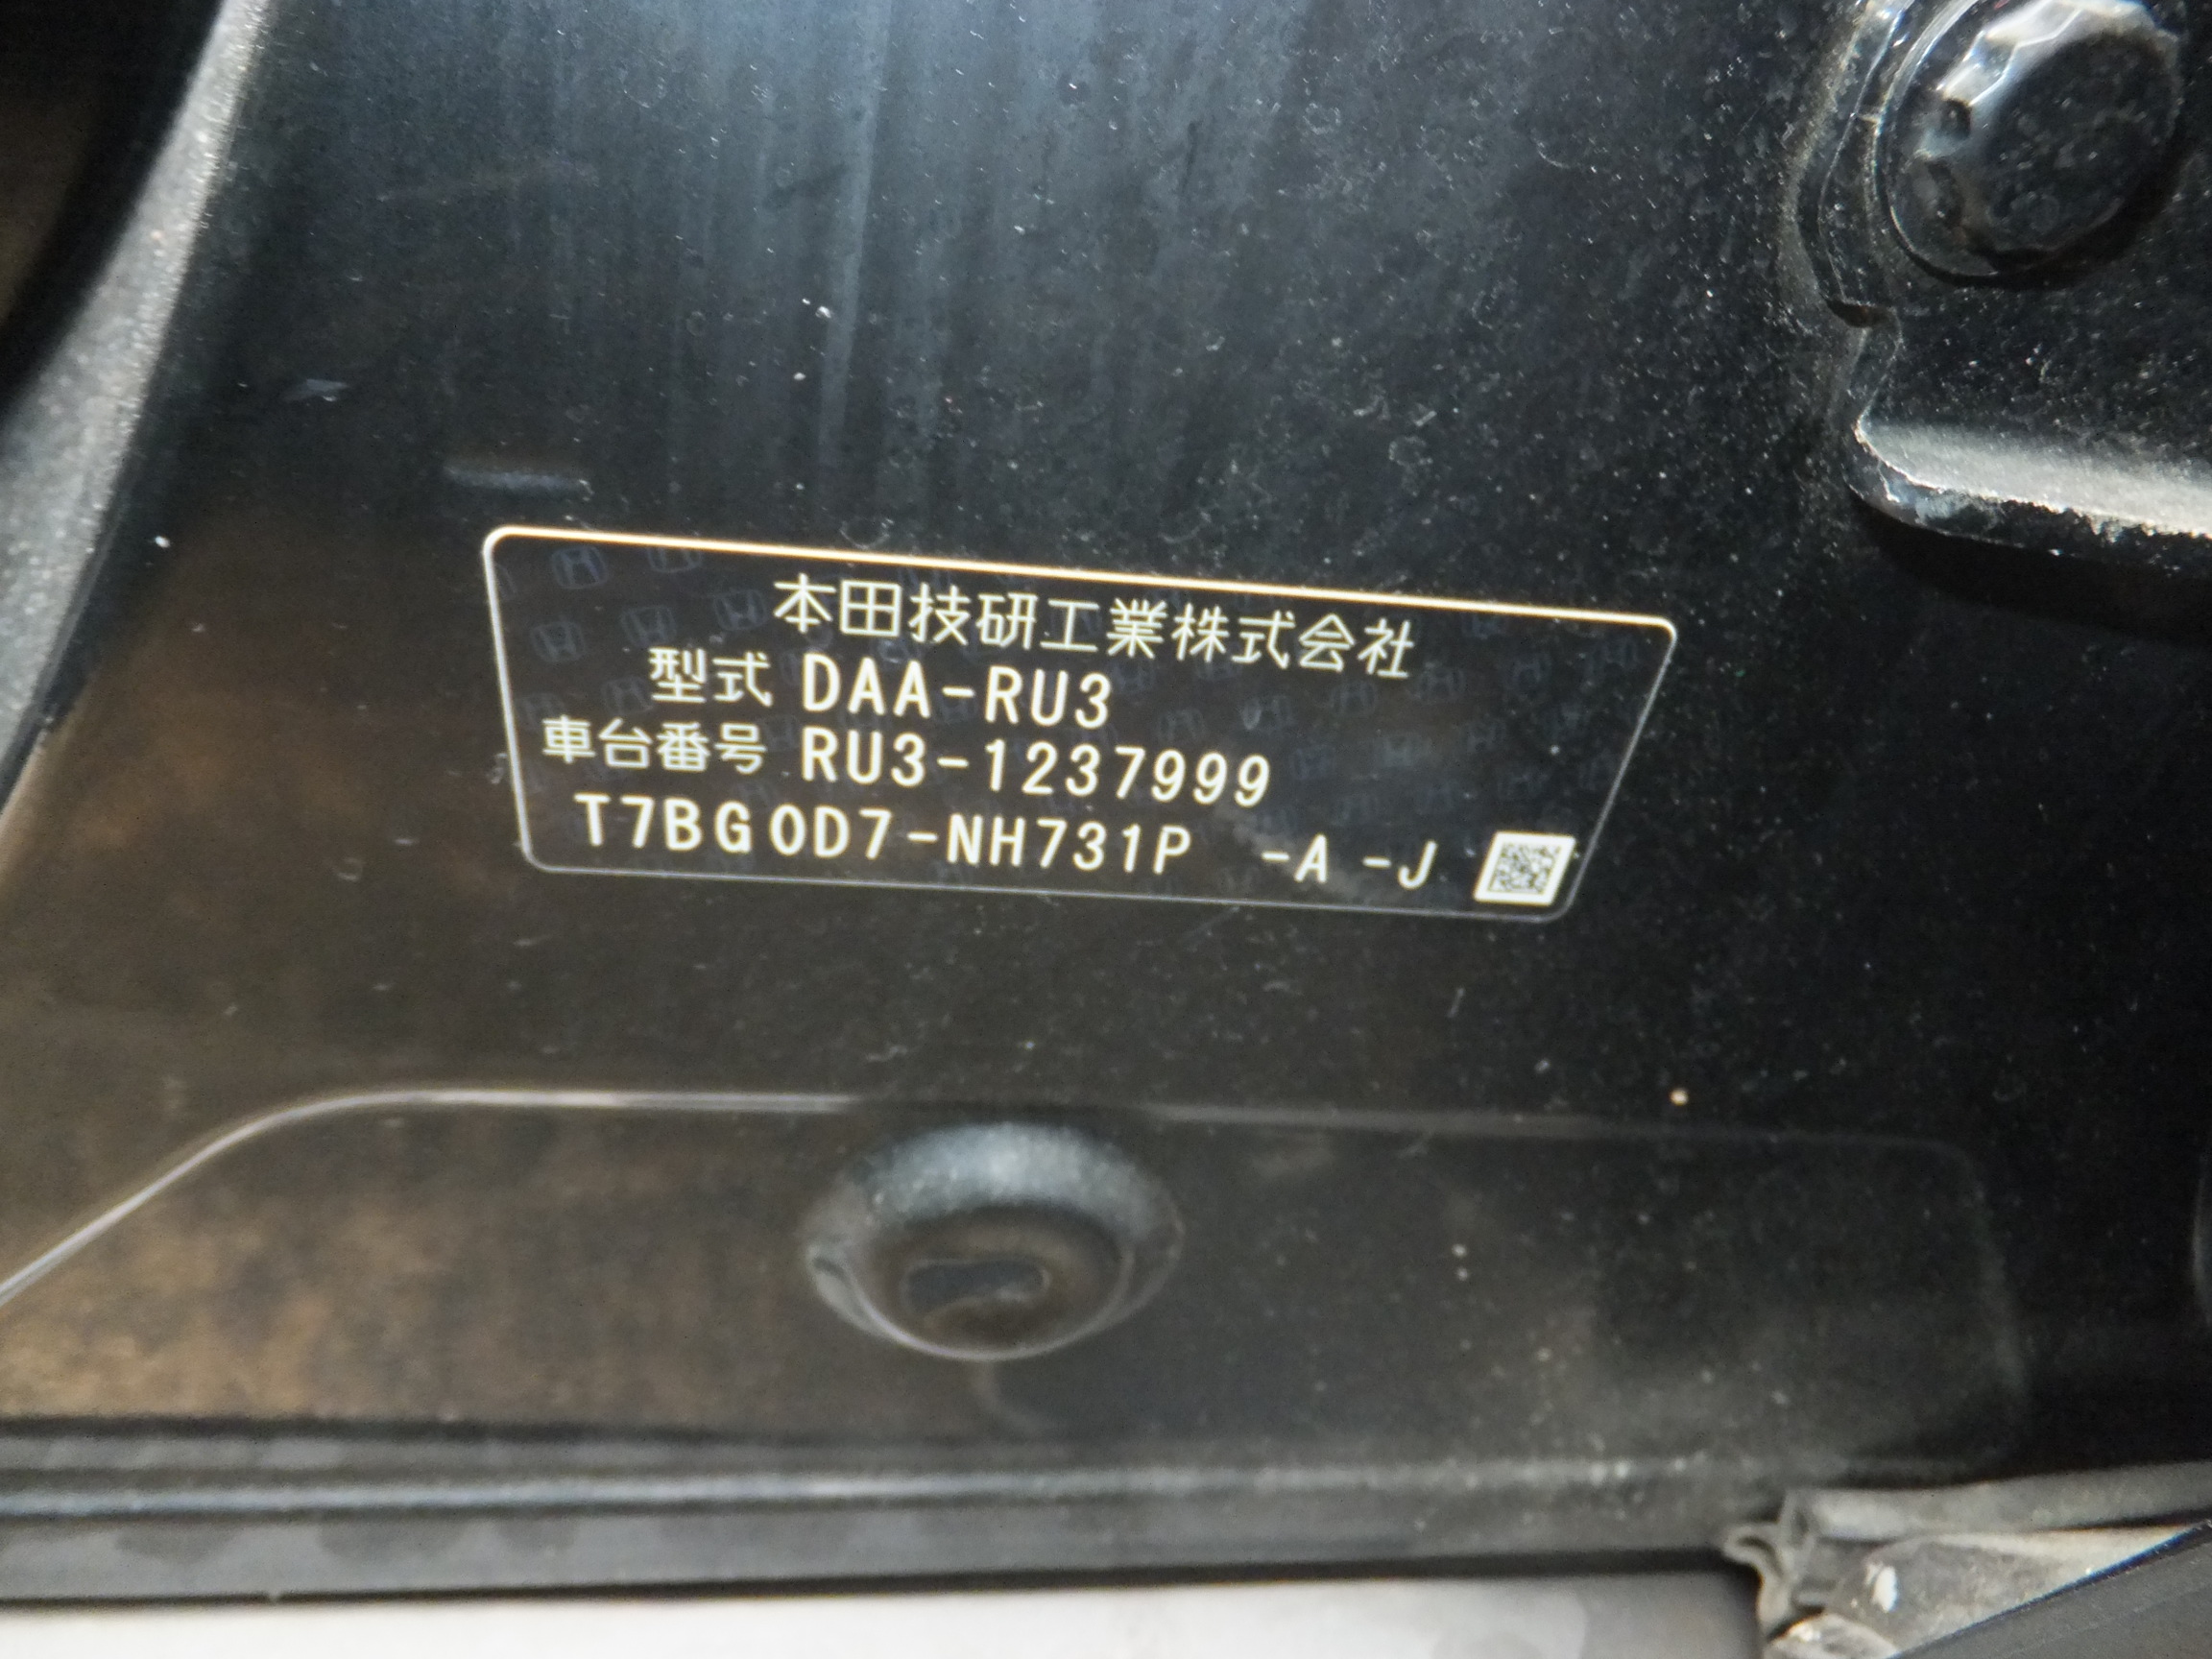 本田技研工業株式会社
型式 DAA-RU3
車台番号 RU3-1237999
T7BG0D7-NH731P -A -J